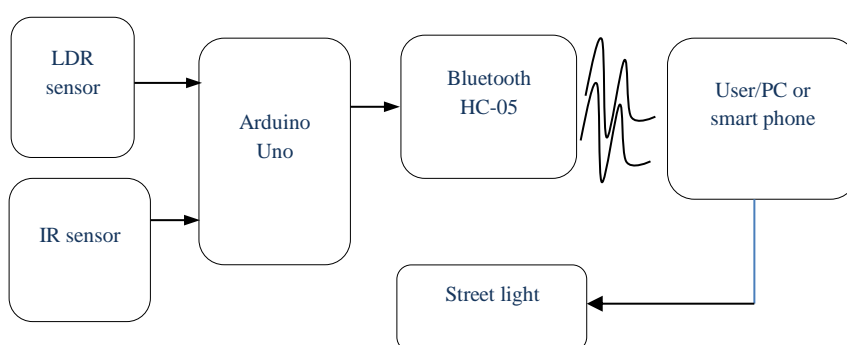 LDR
sensor
Arduino
Uno
Bluetooth
HC-05
User/PC or
smart phone
IR sensor
Street light